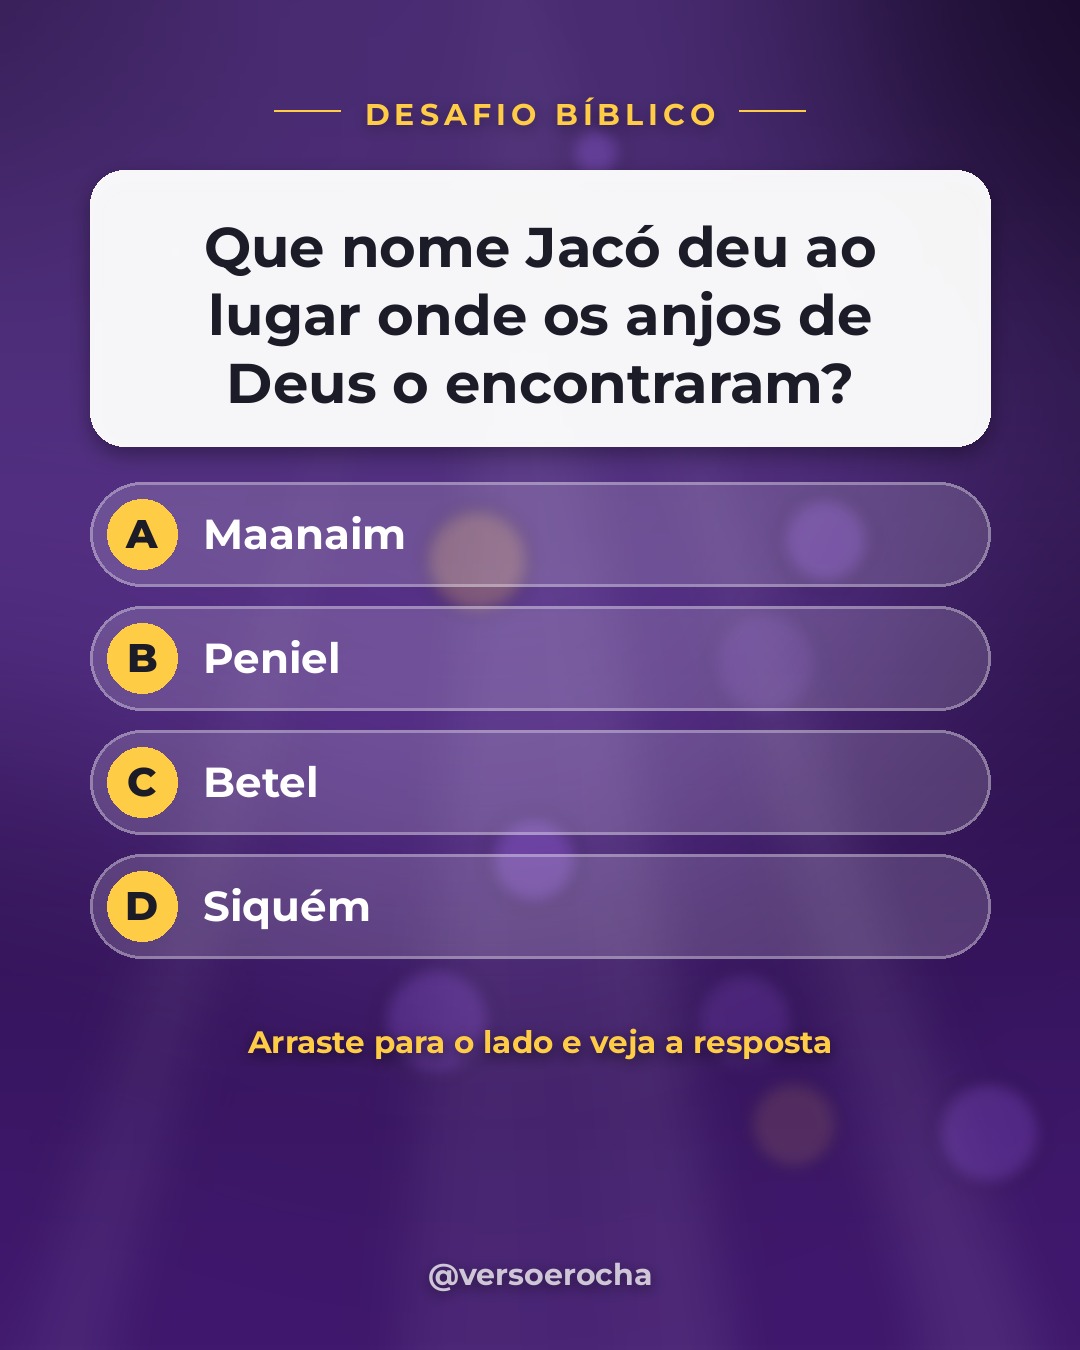 DESAFIO BÍBLICO
Que nome Jacó deu ao
lugar onde os anjos de
Deus o encontraram?
A Maanaim
B Peniel
C Betel
D Siquém
Arraste para o lado e veja a resposta
@versoerocha